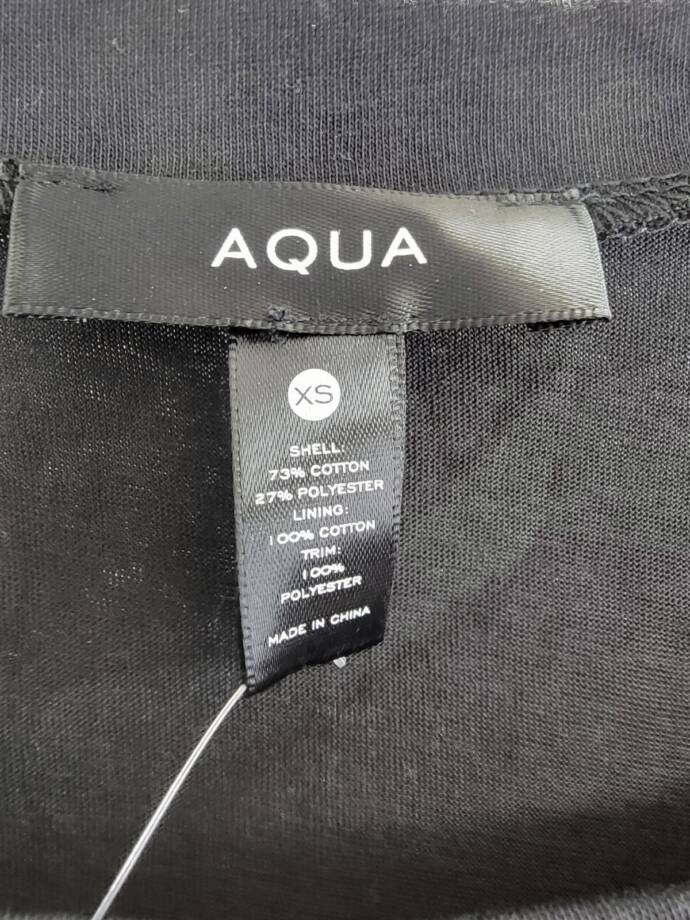 AQUA
XS
SHELL:
73% COTTON
27% POLYESTER
LINING:
100% COTTON
TRIM:
100%
POLYESTER
MADE IN CHINA